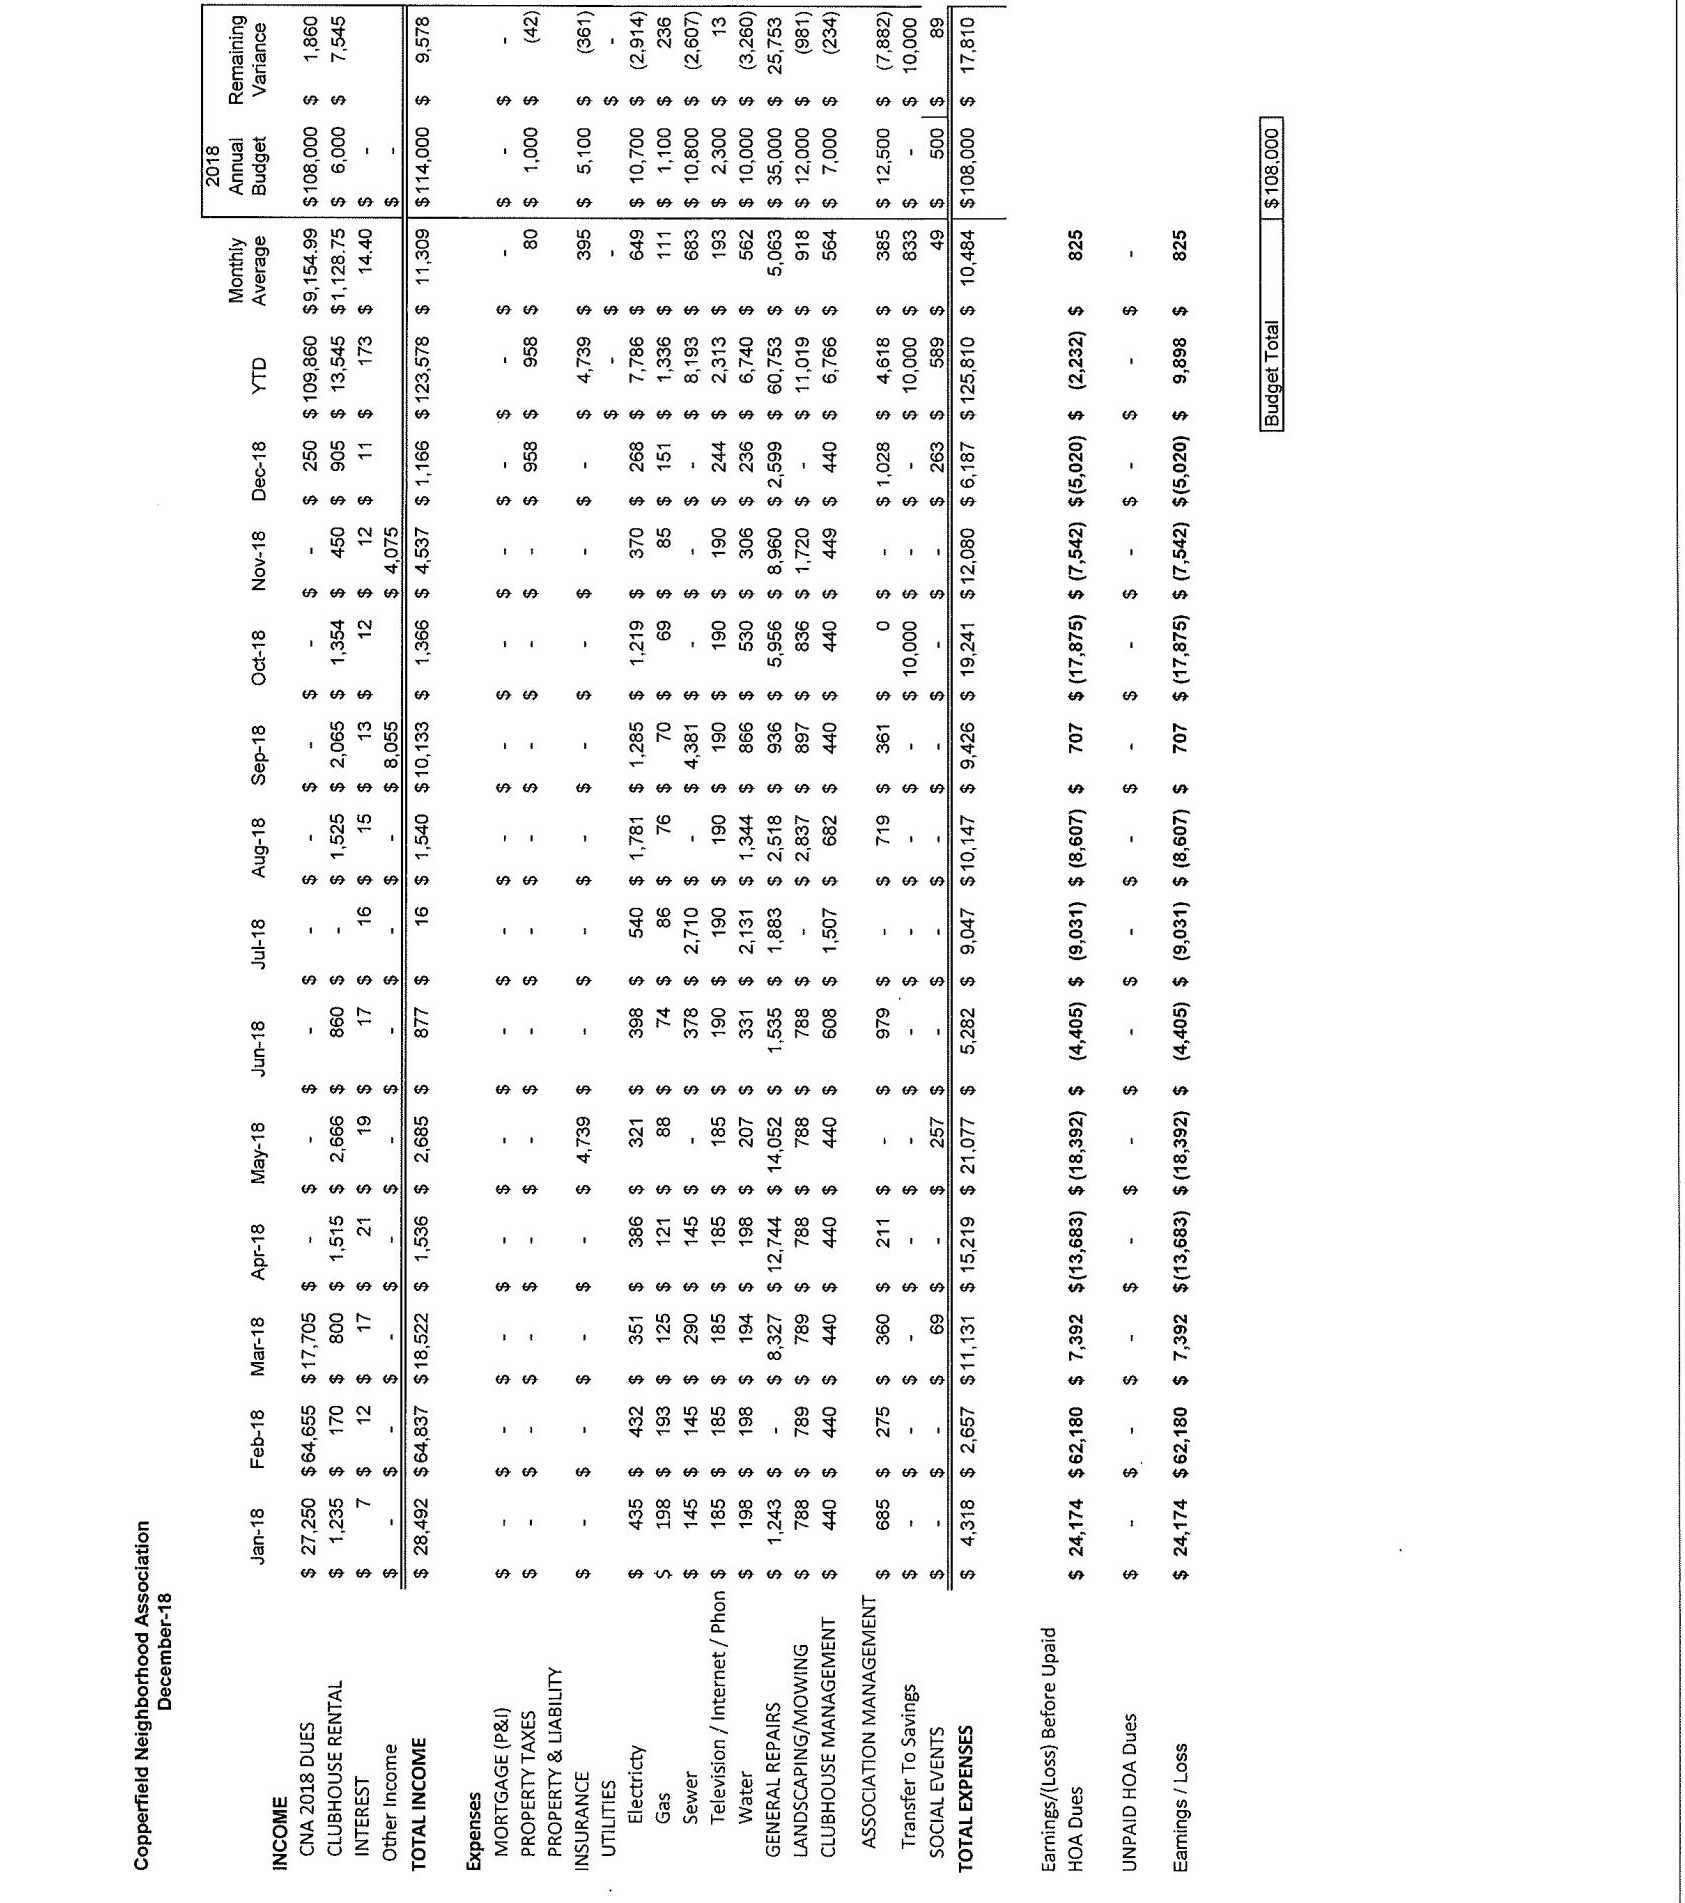 Copperfield Neighborhood Association
December-18
2018
Monthly Annual Remaining
Jan-18 Feb-18 Mar-18 Apr-18 May-18 Jun-18 Jul-18 Aug-18 Sep-18 Oct-18 Nov-18 Dec-18 YTD Average Budget Variance
INCOME
CNA 2018 DUES $ 27,250 $ 64,655 $ 17,705 $ - $ - $ - $ - $ - $ - $ - $ - $ 250 $ 109,860 $9,154.99 $108,000 $ 1,860
CLUBHOUSE RENTAL $ 1,235 $ 170 $ 800 $ 1,515 $ 2,666 $ 860 $ - $ 1,525 $ 2,065 $ 1,354 $ 450 $ 905 $ 13,545 $1,128.75 $ 6,000 $ 7,545
INTEREST $ 7 $ 12 $ 17 $ 21 $ 19 $ 17 $ 16 $ 15 $ 13 $ 12 $ 12 $ 11 $ 173 $ 14.40 $ -
Other Income $ - $ - $ - $ - $ - $ - $ - $ - $ 8,055 $ 4,075 $ -
TOTAL INCOME $ 28,492 $ 64,837 $ 18,522 $ 1,536 $ 2,685 $ 877 $ 16 $ 1,540 $ 10,133 $ 1,366 $ 4,537 $ 1,166 $ 123,578 $ 11,309 $114,000 $ 9,578
Expenses
MORTGAGE (P&I) $ - $ - $ - $ - $ - $ - $ - $ - $ - $ - $ - $ - $ - $ - $ - $ -
PROPERTY TAXES $ - $ - $ - $ - $ - $ - $ - $ - $ - $ - $ - $ 958 $ 958 $ 80 $ 1,000 $ (42)
PROPERTY & LIABILITY
INSURANCE $ - $ - $ - $ - $ 4,739 $ - $ - $ - $ - $ - $ - $ - $ 4,739 $ 395 $ 5,100 $ (361)
UTILITIES $ - $ - $ -
Electricty $ 435 $ 432 $ 351 $ 386 $ 321 $ 398 $ 540 $ 1,781 $ 1,285 $ 1,219 $ 370 $ 268 $ 7,786 $ 649 $ 10,700 $ (2,914)
Gas $ 198 $ 193 $ 125 $ 121 $ 88 $ 74 $ 86 $ 76 $ 70 $ 69 $ 85 $ 151 $ 1,336 $ 111 $ 1,100 $ 236
Sewer $ 145 $ 145 $ 290 $ 145 $ - $ 378 $ 2,710 $ - $ 4,381 $ - $ - $ - $ 8,193 $ 683 $ 10,800 $ (2,607)
Television / Internet / Phon $ 185 $ 185 $ 185 $ 185 $ 185 $ 190 $ 190 $ 190 $ 190 $ 190 $ 190 $ 244 $ 2,313 $ 193 $ 2,300 $ 13
Water $ 198 $ 198 $ 194 $ 198 $ 207 $ 331 $ 2,131 $ 1,344 $ 866 $ 530 $ 306 $ 236 $ 6,740 $ 562 $ 10,000 $ (3,260)
GENERAL REPAIRS $ 1,243 $ - $ 8,327 $ 12,744 $ 14,052 $ 1,535 $ 1,883 $ 2,518 $ 936 $ 5,956 $ 8,960 $ 2,599 $ 60,753 $ 5,063 $ 35,000 $ 25,753
LANDSCAPING/MOWING $ 788 $ 789 $ 789 $ 788 $ 788 $ 788 $ - $ 2,837 $ 897 $ 836 $ 1,720 $ - $ 11,019 $ 918 $ 12,000 $ (981)
CLUBHOUSE MANAGEMENT $ 440 $ 440 $ 440 $ 440 $ 440 $ 608 $ 1,507 $ 682 $ 440 $ 440 $ 449 $ 440 $ 6,766 $ 564 $ 7,000 $ (234)
ASSOCIATION MANAGEMENT $ 685 $ 275 $ 360 $ 211 $ - $ 979 $ - $ 719 $ 361 $ 0 $ - $ 1,028 $ 4,618 $ 385 $ 12,500 $ (7,882)
Transfer To Savings $ - $ - $ - $ - $ - $ - $ - $ - $ - $ 10,000 $ - $ - $ 10,000 $ 833 $ - $ 10,000
SOCIAL EVENTS $ - $ - $ 69 $ - $ 257 $ - $ - $ - $ - $ - $ - $ 263 $ 589 $ 49 $ 500 $ 89
TOTAL EXPENSES $ 4,318 $ 2,657 $ 11,131 $ 15,219 $ 21,077 $ 5,282 $ 9,047 $ 10,147 $ 9,426 $ 19,241 $ 12,080 $ 6,187 $ 125,810 $ 10,484 $108,000 $ 17,810
Earnings/(Loss) Before Upaid
HOA Dues $ 24,174 $ 62,180 $ 7,392 $(13,683) $ (18,392) $ (4,405) $ (9,031) $ (8,607) $ 707 $ (17,875) $ (7,542) $(5,020) $ (2,232) $ 825
UNPAID HOA Dues $ - $ - $ - $ - $ - $ - $ - $ - $ - $ - $ - $ - $ - $ -
Earnings / Loss $ 24,174 $ 62,180 $ 7,392 $(13,683) $ (18,392) $ (4,405) $ (9,031) $ (8,607) $ 707 $ (17,875) $ (7,542) $(5,020) $ 9,898 $ 825
Budget Total $108,000